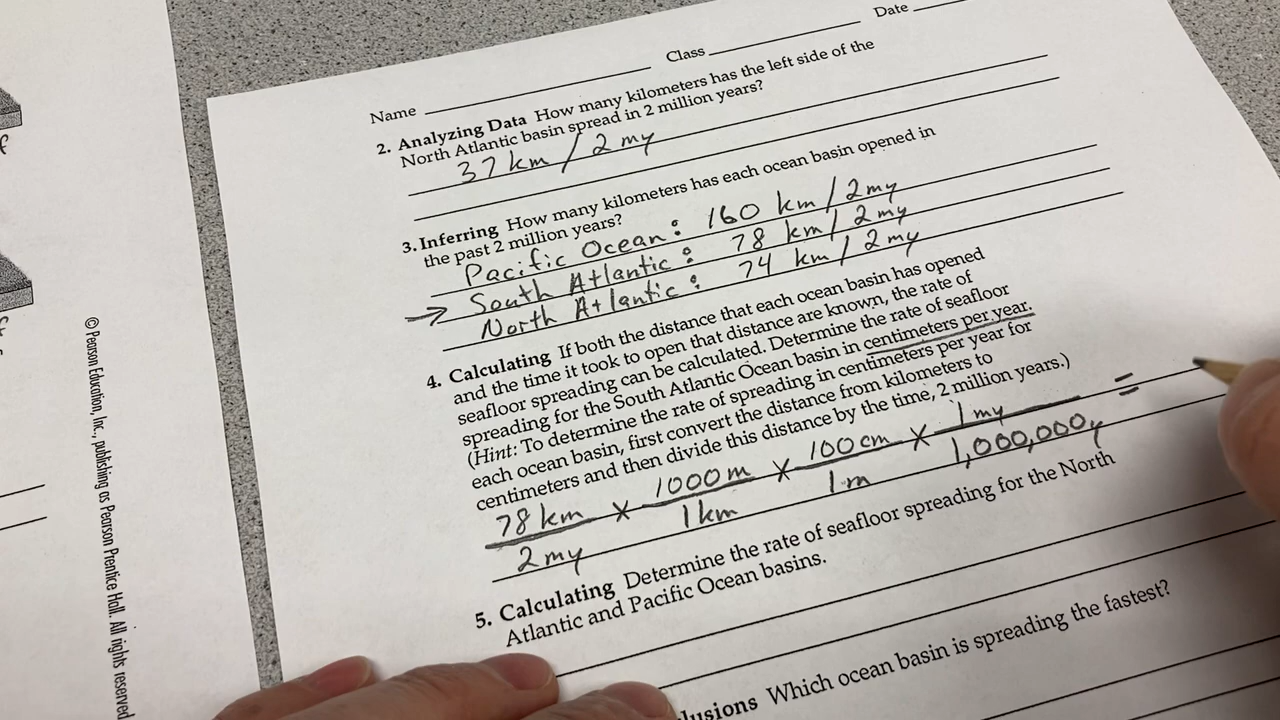 Name
Class
Date
2. Analyzing Data How many kilometers has the left side of the
North Atlantic basin spread in 2 million years?
37 km / 2 my
3. Inferring How many kilometers has each ocean basin opened in
the past 2 million years?
Pacific Ocean: 160 km / 2my
→ South Atlantic: 78 km / 2 my
North Atlantic: 74 km / 2 my
4. Calculating If both the distance that each ocean basin has opened
and the time it took to open that distance are known, the rate of
seafloor spreading can be calculated. Determine the rate of seafloor
spreading for the South Atlantic Ocean basin in centimeters per year.
(Hint: To determine the rate of spreading in centimeters per year for
each ocean basin, first convert the distance from kilometers to
centimeters and then divide this distance by the time, 2 million years.)
78 km × 1000 m × 100 cm × 1 my =
2 my 1 km 1 m 1,000,000y
5. Calculating Determine the rate of seafloor spreading for the North
Atlantic and Pacific Ocean basins.
lusions Which ocean basin is spreading the fastest?
© Pearson Education, Inc., publishing as Pearson Prentice Hall. All rights reserved